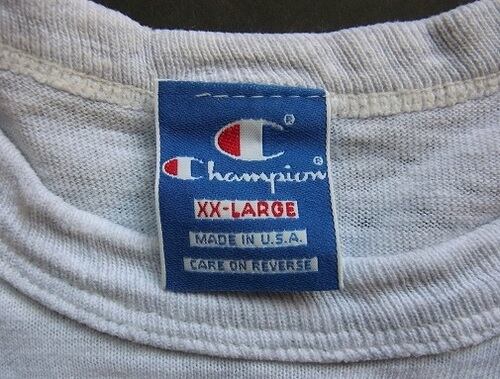 C®
Champion®
XX-LARGE
MADE IN U.S.A.
CARE ON REVERSE